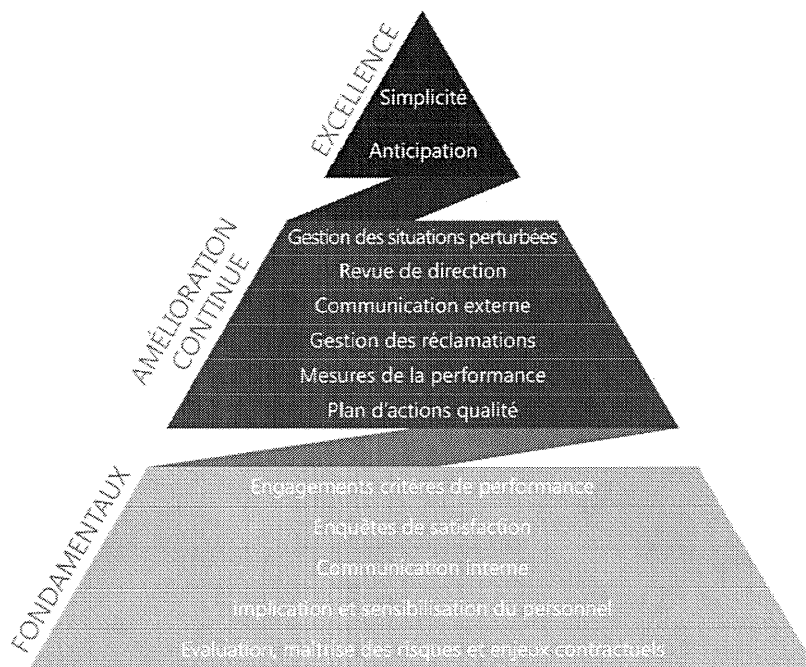 EXCELLENCE
Simplicité
Anticipation
AMÉLIORATION
CONTINUE
Gestion des situations perturbées
Revue de direction
Communication externe
Gestion des réclamations
Mesures de la performance
Plan d'actions qualité
FONDAMENTAUX
Engagements critères de performance
Enquêtes de satisfaction
Communication interne
Implication et sensibilisation du personnel
Evaluation, maîtrise des risques et enjeux contractuels